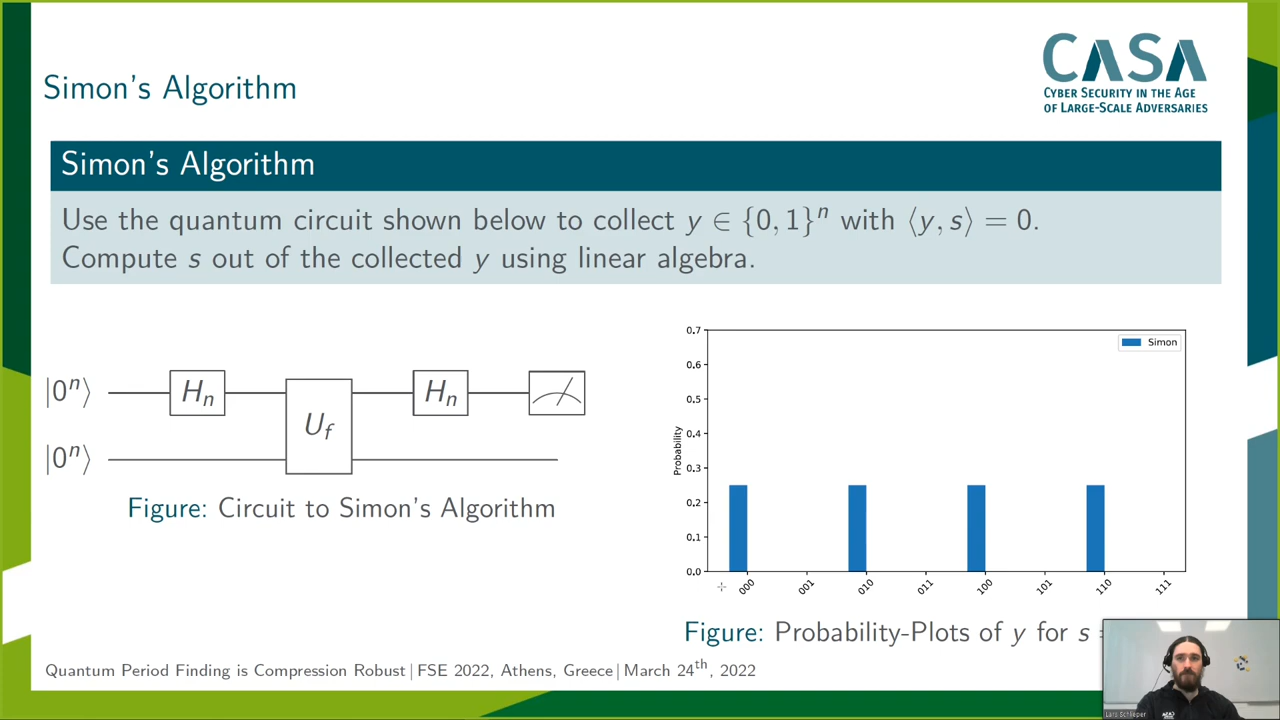 CASA
CYBER SECURITY IN THE AGE
OF LARGE-SCALE ADVERSARIES
Simon's Algorithm
Simon's Algorithm
Use the quantum circuit shown below to collect y ∈ {0, 1}ⁿ with ⟨y, s⟩ = 0.
Compute s out of the collected y using linear algebra.
|0ⁿ⟩ Hₙ U_f Hₙ
|0ⁿ⟩
Figure: Circuit to Simon's Algorithm
Simon
Probability
0.7
0.6
0.5
0.4
0.3
0.2
0.1
0.0
000 001 010 011 100 101 110 111
Figure: Probability-Plots of y for s
Quantum Period Finding is Compression Robust | FSE 2022, Athens, Greece | March 24ᵗʰ, 2022
Lars Schlieper